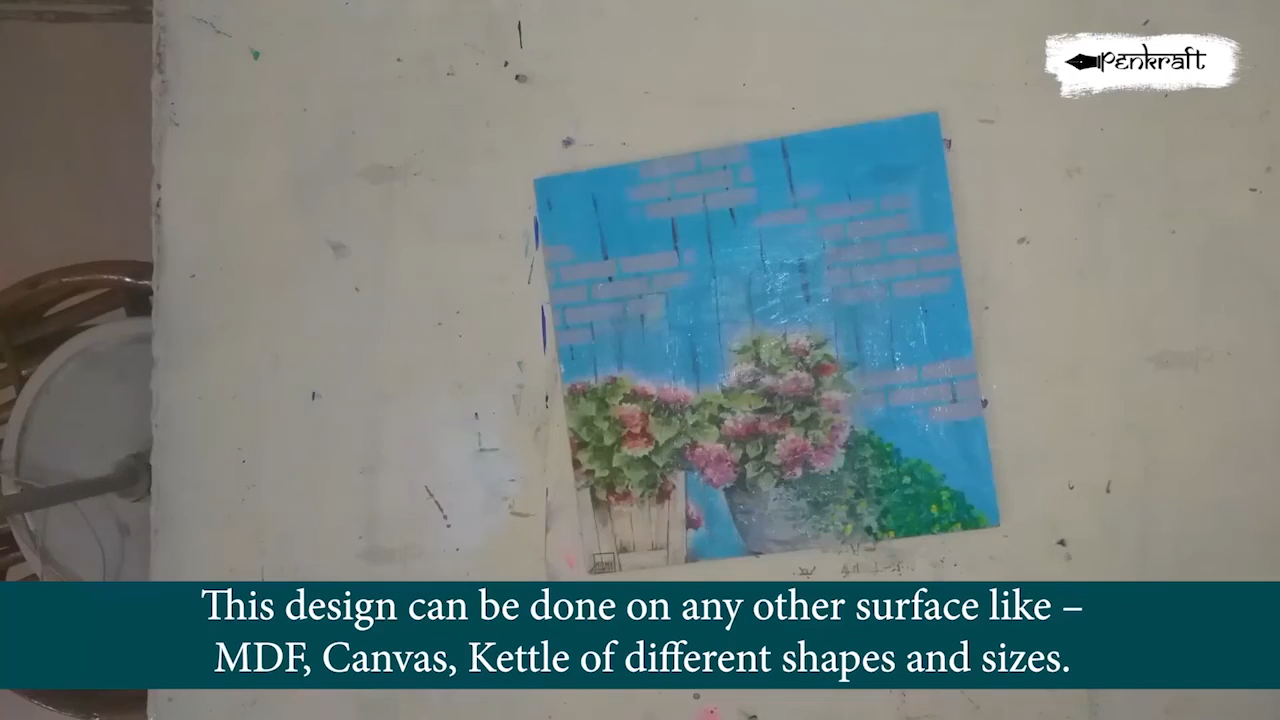 Penkraft
This design can be done on any other surface like –
MDF, Canvas, Kettle of different shapes and sizes.